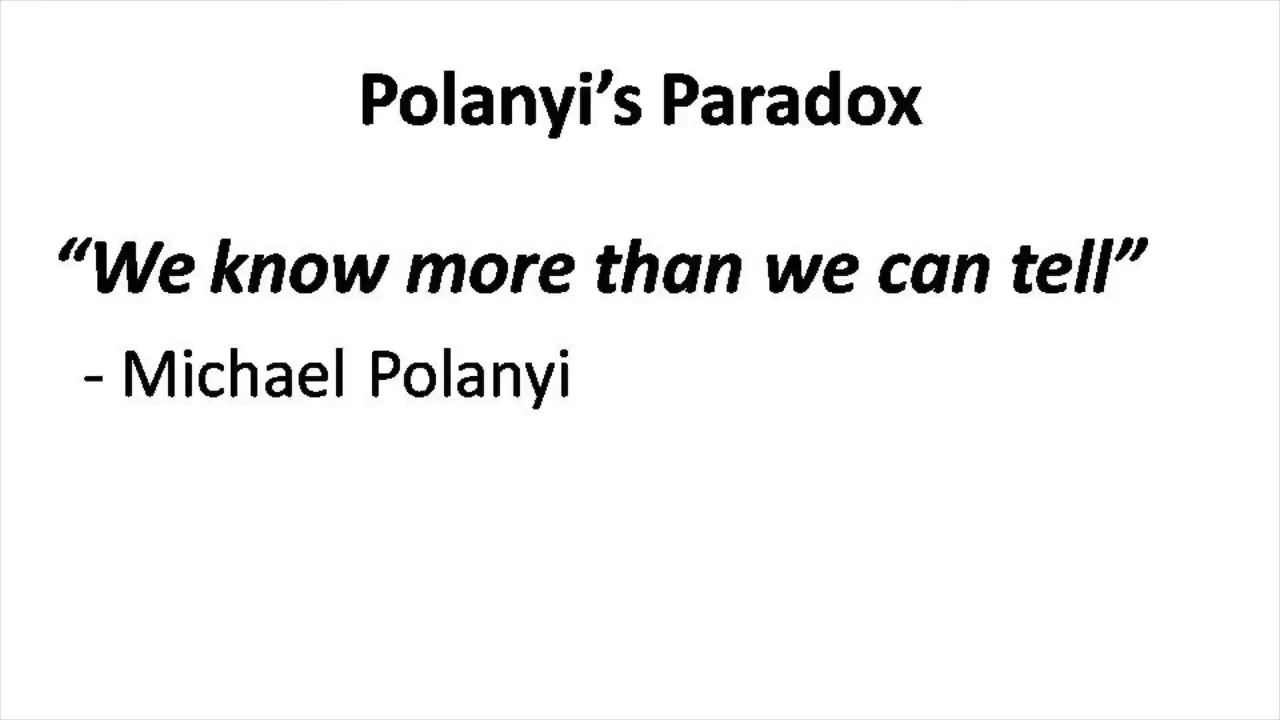 Polanyi’s Paradox
“We know more than we can tell”
- Michael Polanyi